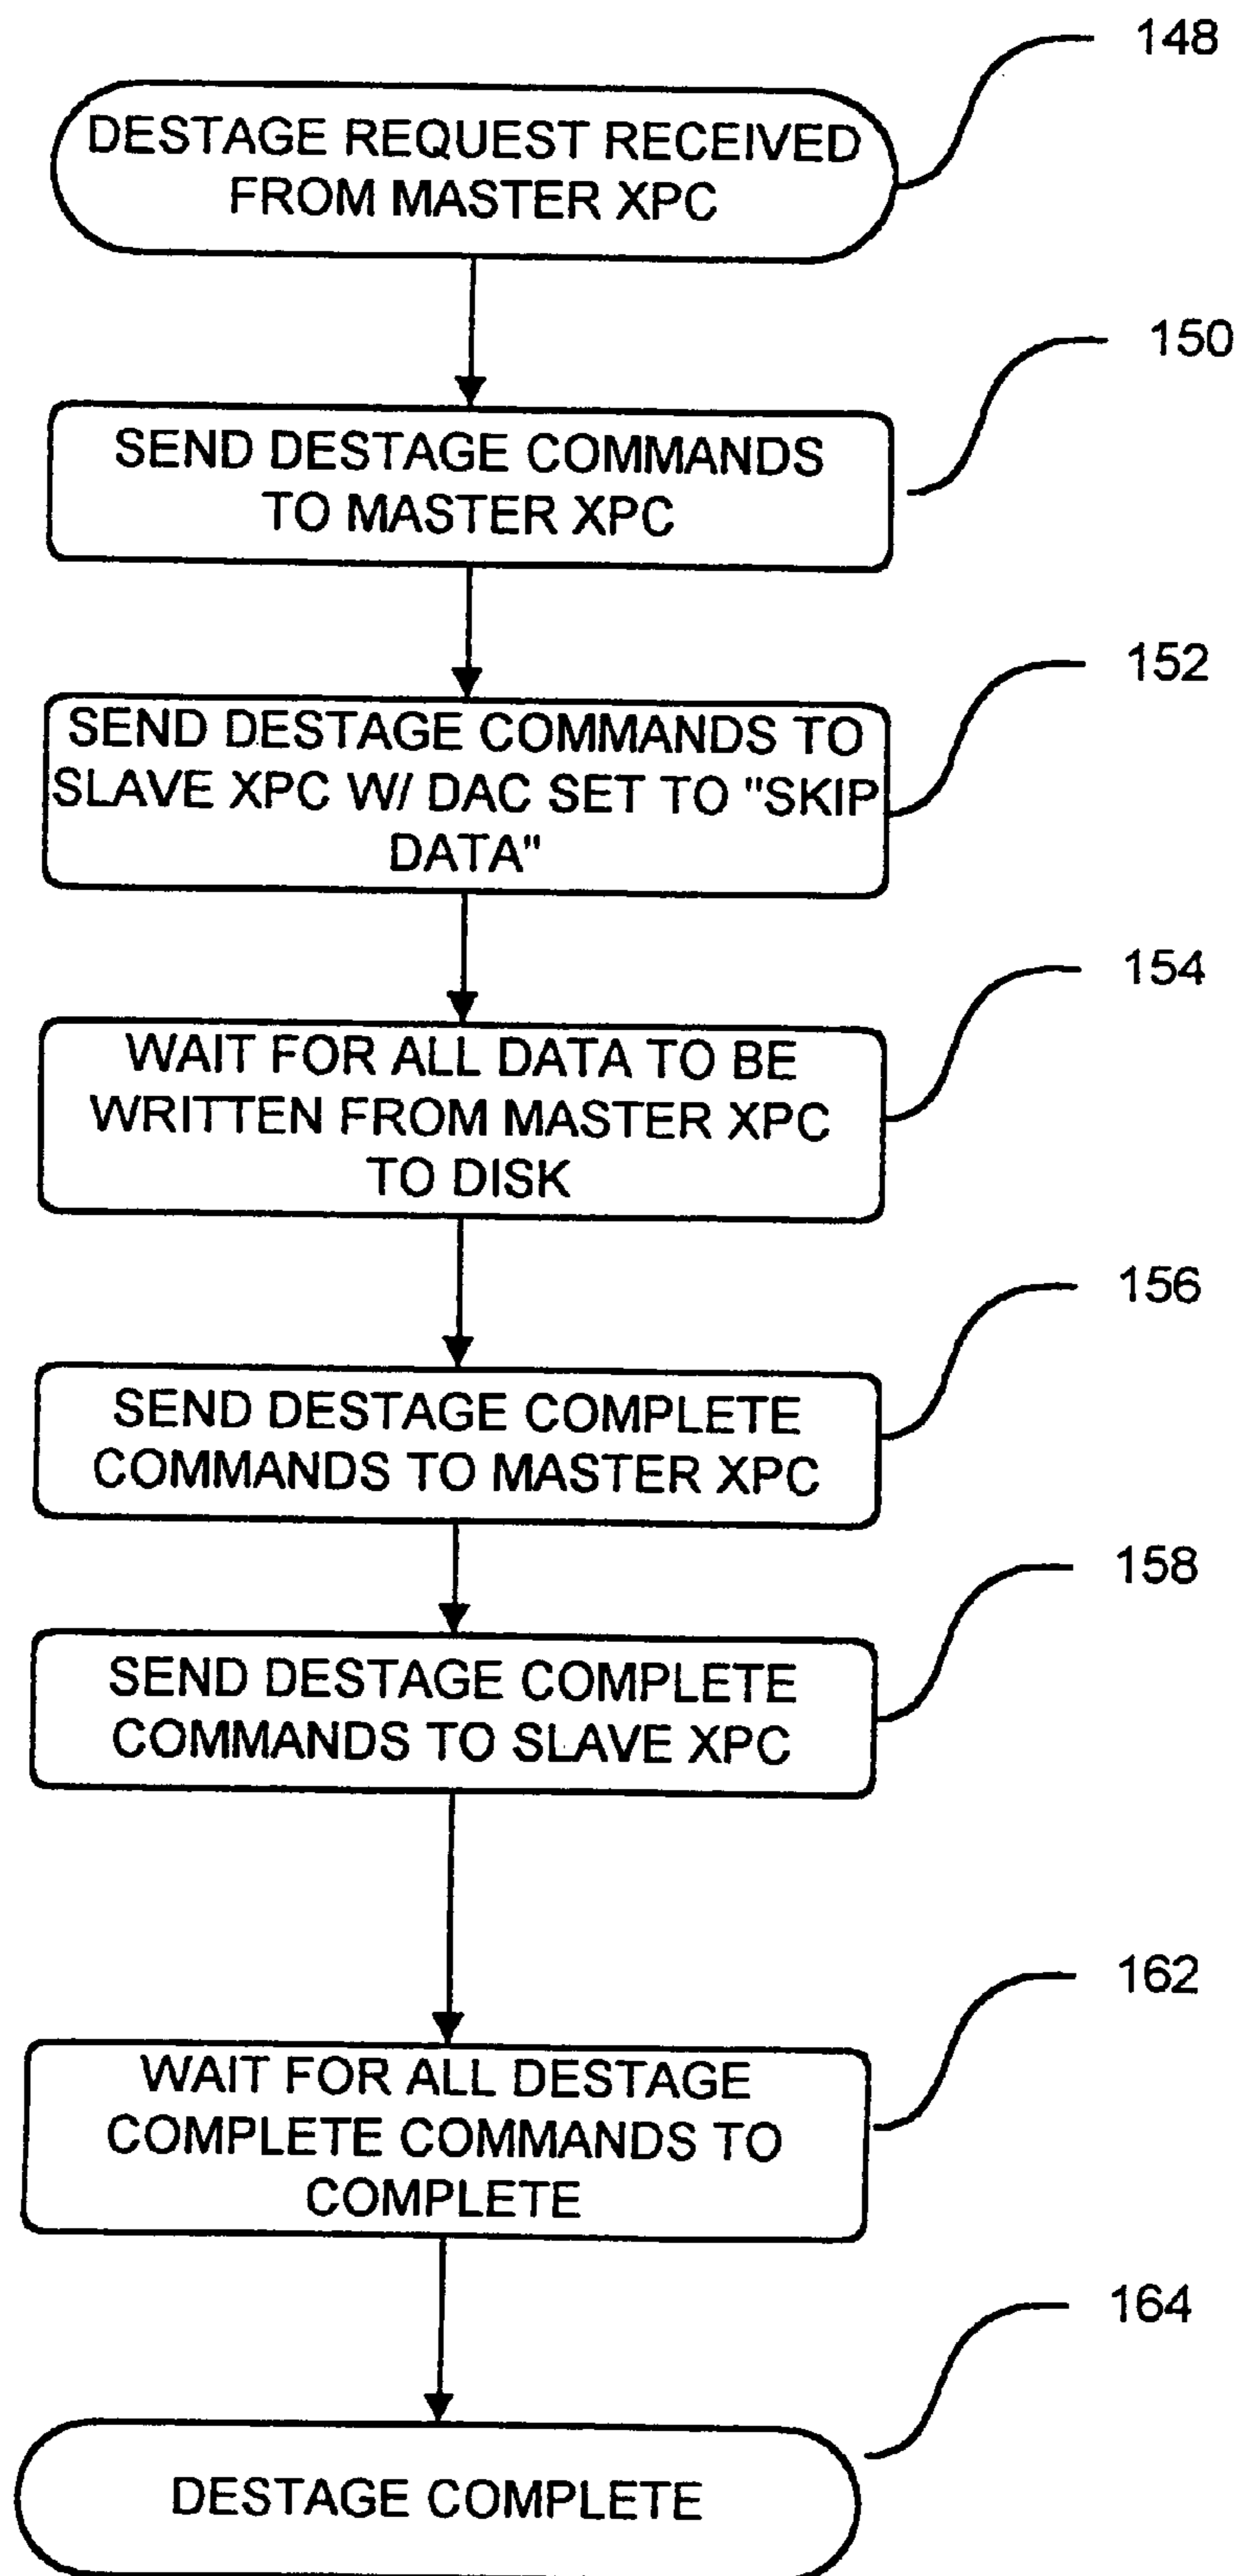 148
DESTAGE REQUEST RECEIVED
FROM MASTER XPC
150
SEND DESTAGE COMMANDS
TO MASTER XPC
152
SEND DESTAGE COMMANDS TO
SLAVE XPC W/ DAC SET TO "SKIP
DATA"
154
WAIT FOR ALL DATA TO BE
WRITTEN FROM MASTER XPC
TO DISK
156
SEND DESTAGE COMPLETE
COMMANDS TO MASTER XPC
158
SEND DESTAGE COMPLETE
COMMANDS TO SLAVE XPC
162
WAIT FOR ALL DESTAGE
COMPLETE COMMANDS TO
COMPLETE
164
DESTAGE COMPLETE